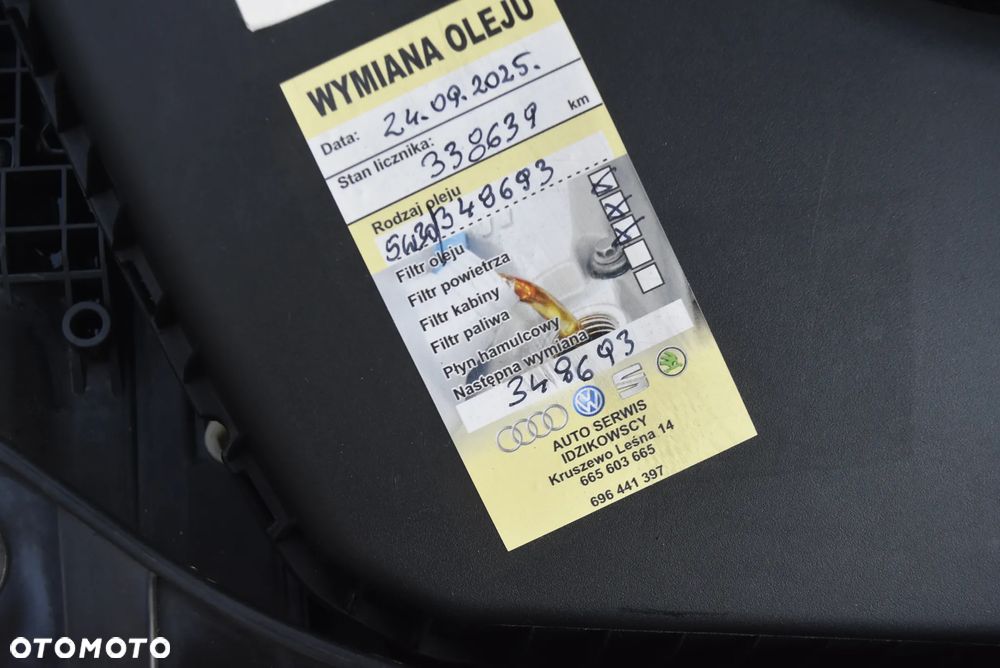 WYMIANA OLEJU
Data: 24.09.2025.
Stan licznika: 338639 km
Rodzaj oleju
5W30/348693
Filtr oleju
Filtr powietrza
Filtr kabiny
Filtr paliwa
Płyn hamulcowy
Następna wymiana
348693
AUTO SERWIS
IDZIKOWSCY
Kruszewo Leśna 14
665 603 665
696 441 397
OTOMOTO